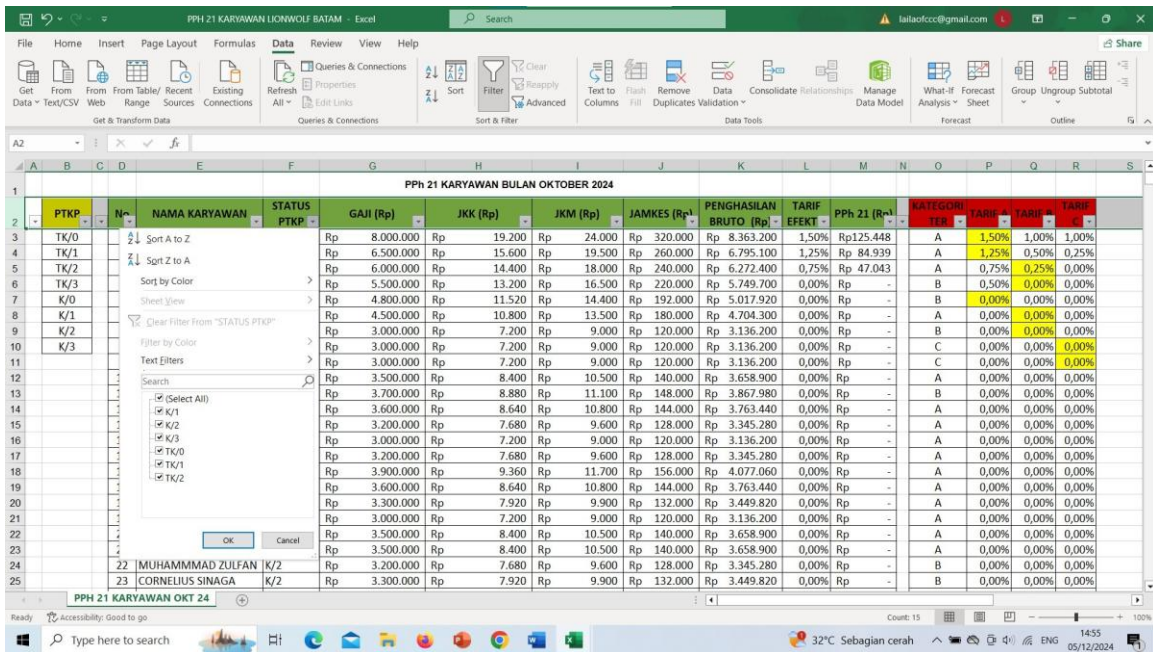 PPH 21 KARYAWAN LIONWOLF BATAM - Excel
Search
lailaofccc@gmail.com
L
File Home Insert Page Layout Formulas Data Review View Help
Share
Get Data
From Text/CSV
From Web
From Table/ Range
Recent Sources
Existing Connections
Get & Transform Data
Refresh All
Queries & Connections
Properties
Edit Links
Queries & Connections
Sort
Filter
Clear
Reapply
Advanced
Sort & Filter
Text to Columns
Flash Fill
Remove Duplicates
Data Validation
Consolidate
Relationships
Manage Data Model
Data Tools
What-If Analysis
Forecast Sheet
Forecast
Group
Ungroup
Subtotal
Outline
A2
fx
A B C D E F G H I J K L M N O P Q R S
1 PPh 21 KARYAWAN BULAN OKTOBER 2024
2 PTKP NAMA KARYAWAN STATUS PTKP GAJI (Rp) JKK (Rp) JKM (Rp) JAMKES (Rp) PENGHASILAN BRUTO (Rp) TARIF EFEKT PPh 21 (Rp) KATEGORI TER TARIF A TARIF B TARIF C
3 TK/0 Rp 8.000.000 Rp 19.200 Rp 24.000 Rp 320.000 Rp 8.363.200 1,50% Rp125.448 A 1,50% 1,00% 1,00%
4 TK/1 Rp 6.500.000 Rp 15.600 Rp 19.500 Rp 260.000 Rp 6.795.100 1,25% Rp 84.939 A 1,25% 0,50% 0,25%
5 TK/2 Rp 6.000.000 Rp 14.400 Rp 18.000 Rp 240.000 Rp 6.272.400 0,75% Rp 47.043 A 0,75% 0,25% 0,00%
6 TK/3 Rp 5.500.000 Rp 13.200 Rp 16.500 Rp 220.000 Rp 5.749.700 0,00% Rp - B 0,50% 0,00% 0,00%
7 K/0 Rp 4.800.000 Rp 11.520 Rp 14.400 Rp 192.000 Rp 5.017.920 0,00% Rp - A 0,00% 0,00% 0,00%
8 K/1 Rp 4.500.000 Rp 10.800 Rp 13.500 Rp 180.000 Rp 4.704.300 0,00% Rp - A 0,00% 0,00% 0,00%
9 K/2 Rp 3.000.000 Rp 7.200 Rp 9.000 Rp 120.000 Rp 3.136.200 0,00% Rp - B 0,00% 0,00% 0,00%
10 K/3 Rp 3.000.000 Rp 7.200 Rp 9.000 Rp 120.000 Rp 3.136.200 0,00% Rp - C 0,00% 0,00% 0,00%
11 Rp 3.000.000 Rp 7.200 Rp 9.000 Rp 120.000 Rp 3.136.200 0,00% Rp - C 0,00% 0,00% 0,00%
12 Rp 3.500.000 Rp 8.400 Rp 10.500 Rp 140.000 Rp 3.658.900 0,00% Rp - A 0,00% 0,00% 0,00%
13 Rp 3.700.000 Rp 8.880 Rp 11.100 Rp 148.000 Rp 3.867.980 0,00% Rp - B 0,00% 0,00% 0,00%
14 Rp 3.600.000 Rp 8.640 Rp 10.800 Rp 144.000 Rp 3.763.440 0,00% Rp - A 0,00% 0,00% 0,00%
15 Rp 3.200.000 Rp 7.680 Rp 9.600 Rp 128.000 Rp 3.345.280 0,00% Rp - A 0,00% 0,00% 0,00%
16 Rp 3.000.000 Rp 7.200 Rp 9.000 Rp 120.000 Rp 3.136.200 0,00% Rp - A 0,00% 0,00% 0,00%
17 Rp 3.200.000 Rp 7.680 Rp 9.600 Rp 128.000 Rp 3.345.280 0,00% Rp - A 0,00% 0,00% 0,00%
18 Rp 3.900.000 Rp 9.360 Rp 11.700 Rp 156.000 Rp 4.077.060 0,00% Rp - A 0,00% 0,00% 0,00%
19 Rp 3.600.000 Rp 8.640 Rp 10.800 Rp 144.000 Rp 3.763.440 0,00% Rp - A 0,00% 0,00% 0,00%
20 Rp 3.300.000 Rp 7.920 Rp 9.900 Rp 132.000 Rp 3.449.820 0,00% Rp - A 0,00% 0,00% 0,00%
21 Rp 3.000.000 Rp 7.200 Rp 9.000 Rp 120.000 Rp 3.136.200 0,00% Rp - A 0,00% 0,00% 0,00%
22 Rp 3.500.000 Rp 8.400 Rp 10.500 Rp 140.000 Rp 3.658.900 0,00% Rp - A 0,00% 0,00% 0,00%
23 Rp 3.500.000 Rp 8.400 Rp 10.500 Rp 140.000 Rp 3.658.900 0,00% Rp - A 0,00% 0,00% 0,00%
24 22 MUHAMMMAD ZULFAN K/2 Rp 3.200.000 Rp 7.680 Rp 9.600 Rp 128.000 Rp 3.345.280 0,00% Rp - B 0,00% 0,00% 0,00%
25 23 CORNELIUS SINAGA K/2 Rp 3.300.000 Rp 7.920 Rp 9.900 Rp 132.000 Rp 3.449.820 0,00% Rp - B 0,00% 0,00% 0,00%
Sort A to Z
Sort Z to A
Sort by Color
Sheet View
Clear Filter From "STATUS PTKP"
Filter by Color
Text Filters
Search
(Select All)
K/1
K/2
K/3
TK/0
TK/1
TK/2
OK Cancel
PPH 21 KARYAWAN OKT 24
Ready Accessibility: Good to go Count: 15 100%
Type here to search
32°C Sebagian cerah
ENG
14:55
05/12/2024